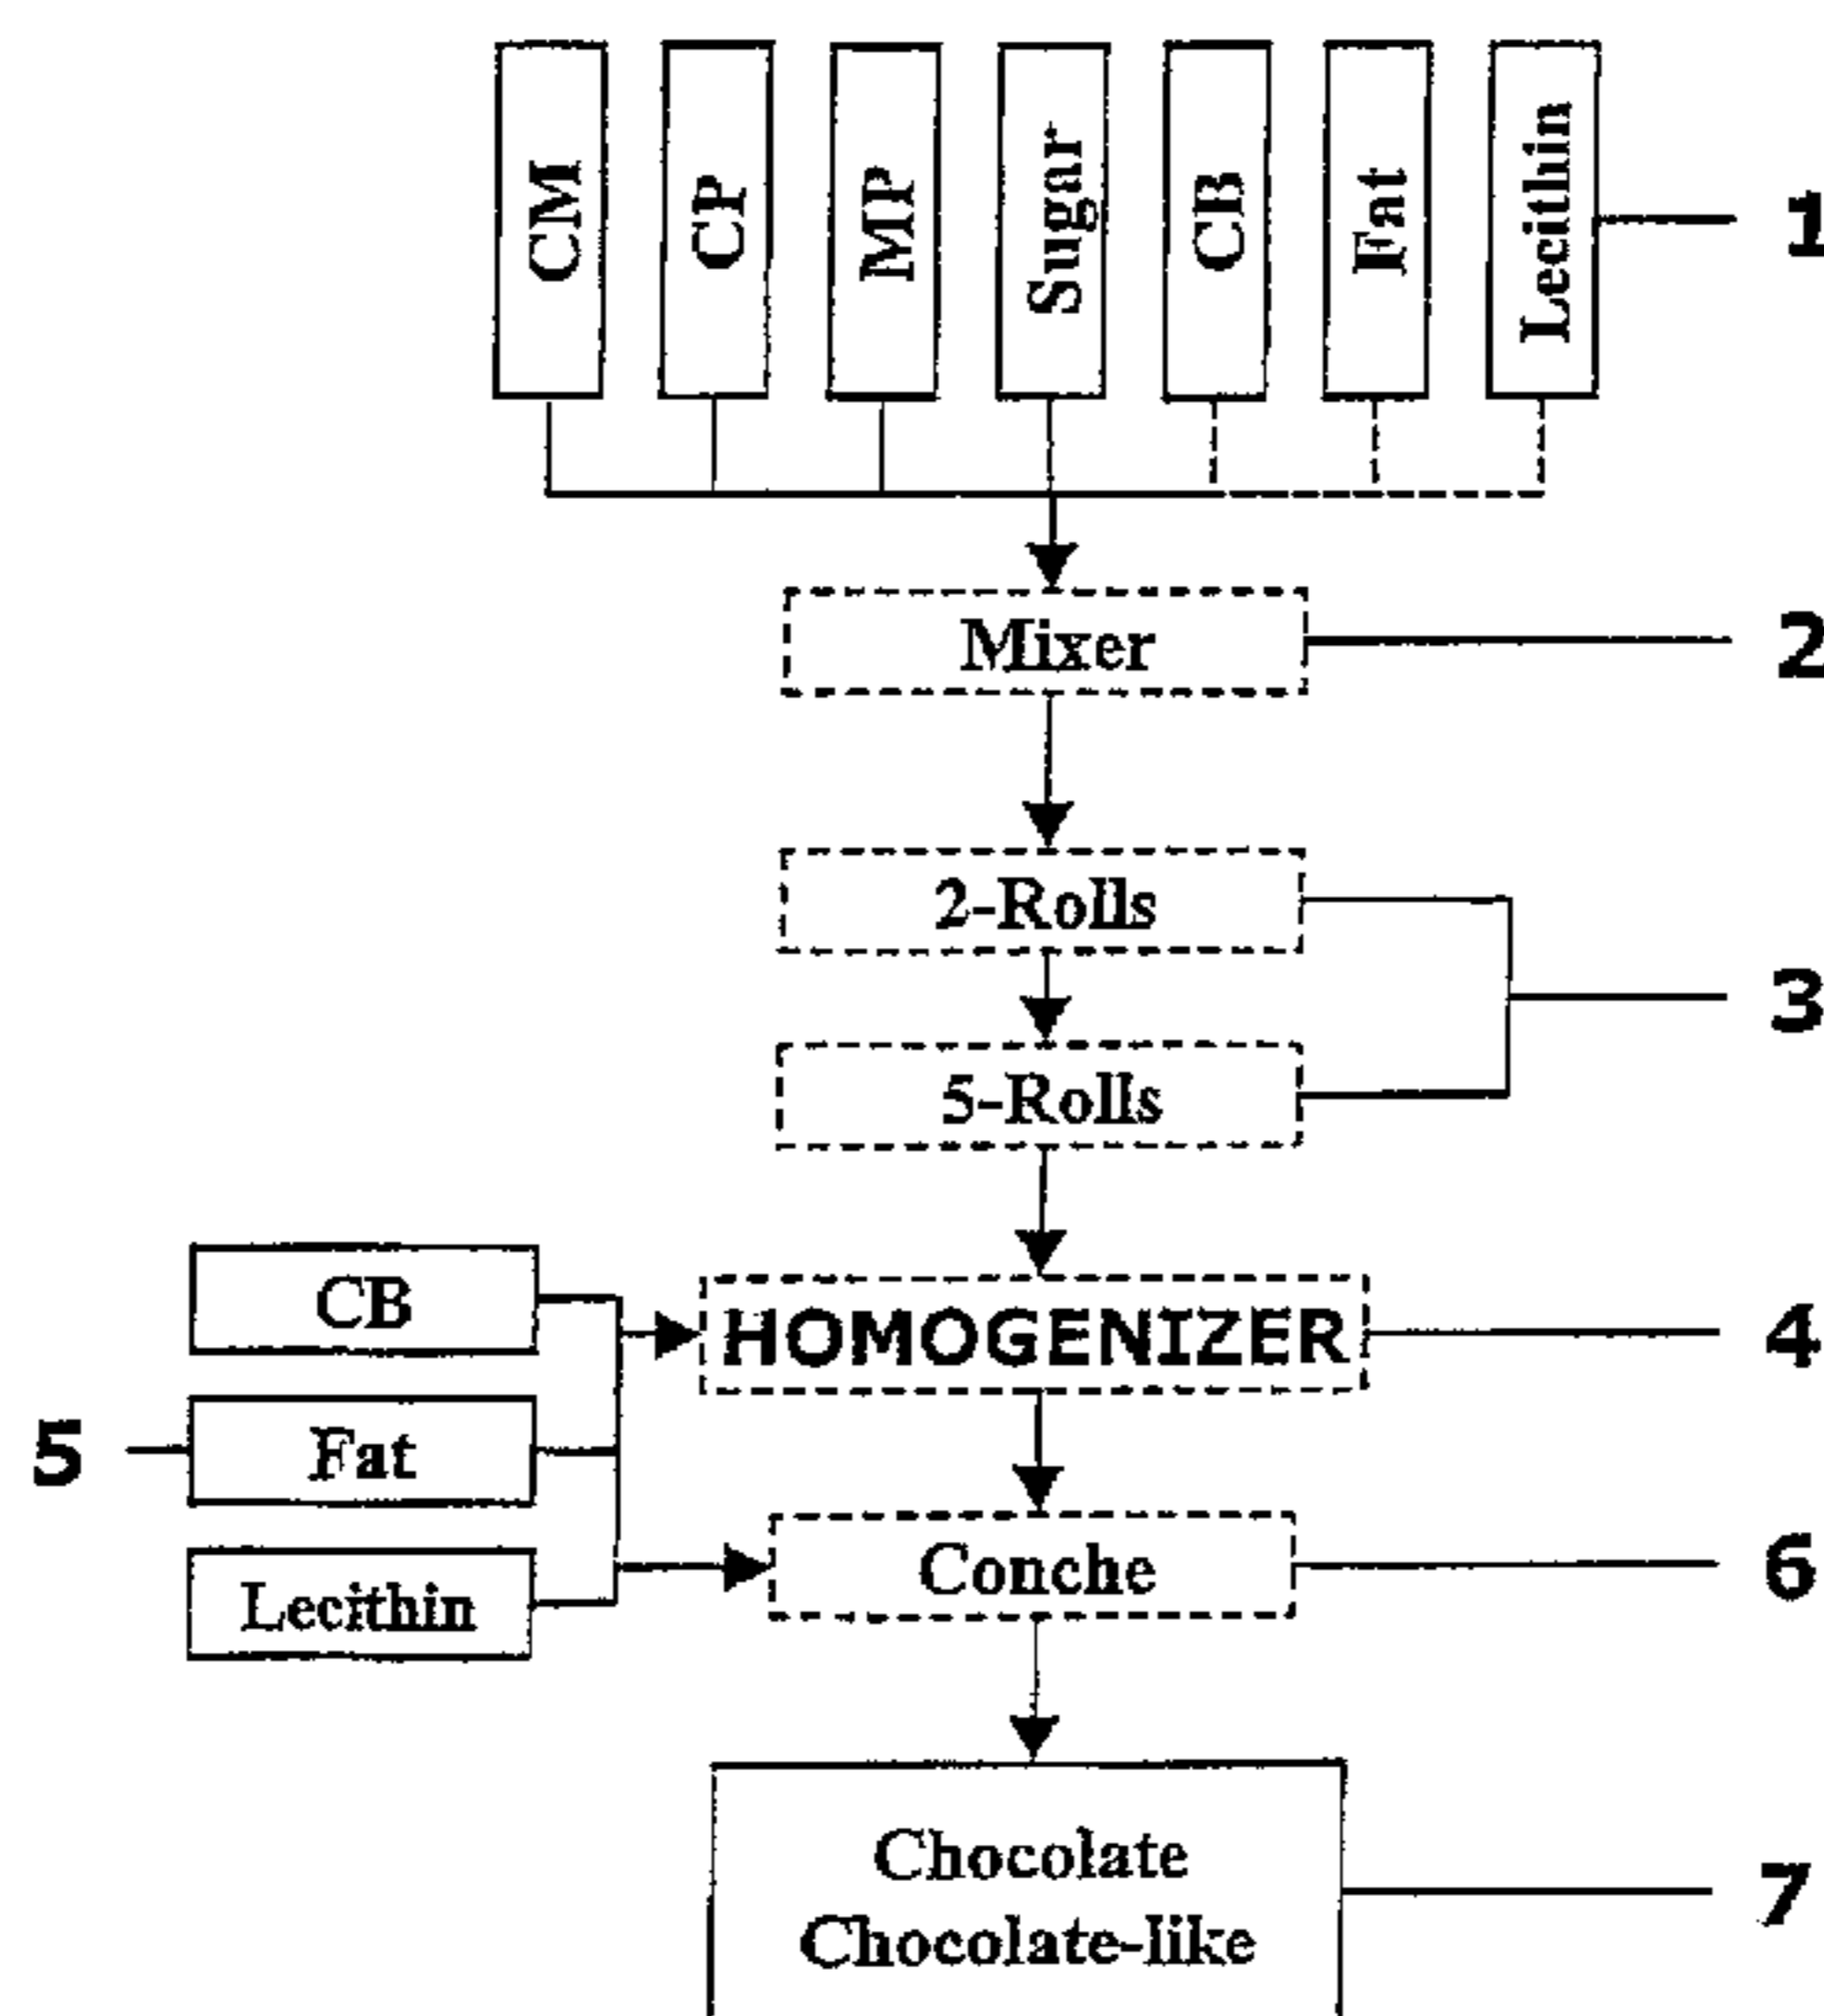 CM
CP
MP
Sugar
CB
Fat
Lecithin
1
Mixer
2
2-Rolls
3
5-Rolls
CB
HOMOGENIZER
4
5
Fat
Conche
6
Lecithin
Chocolate
7
Chocolate-like